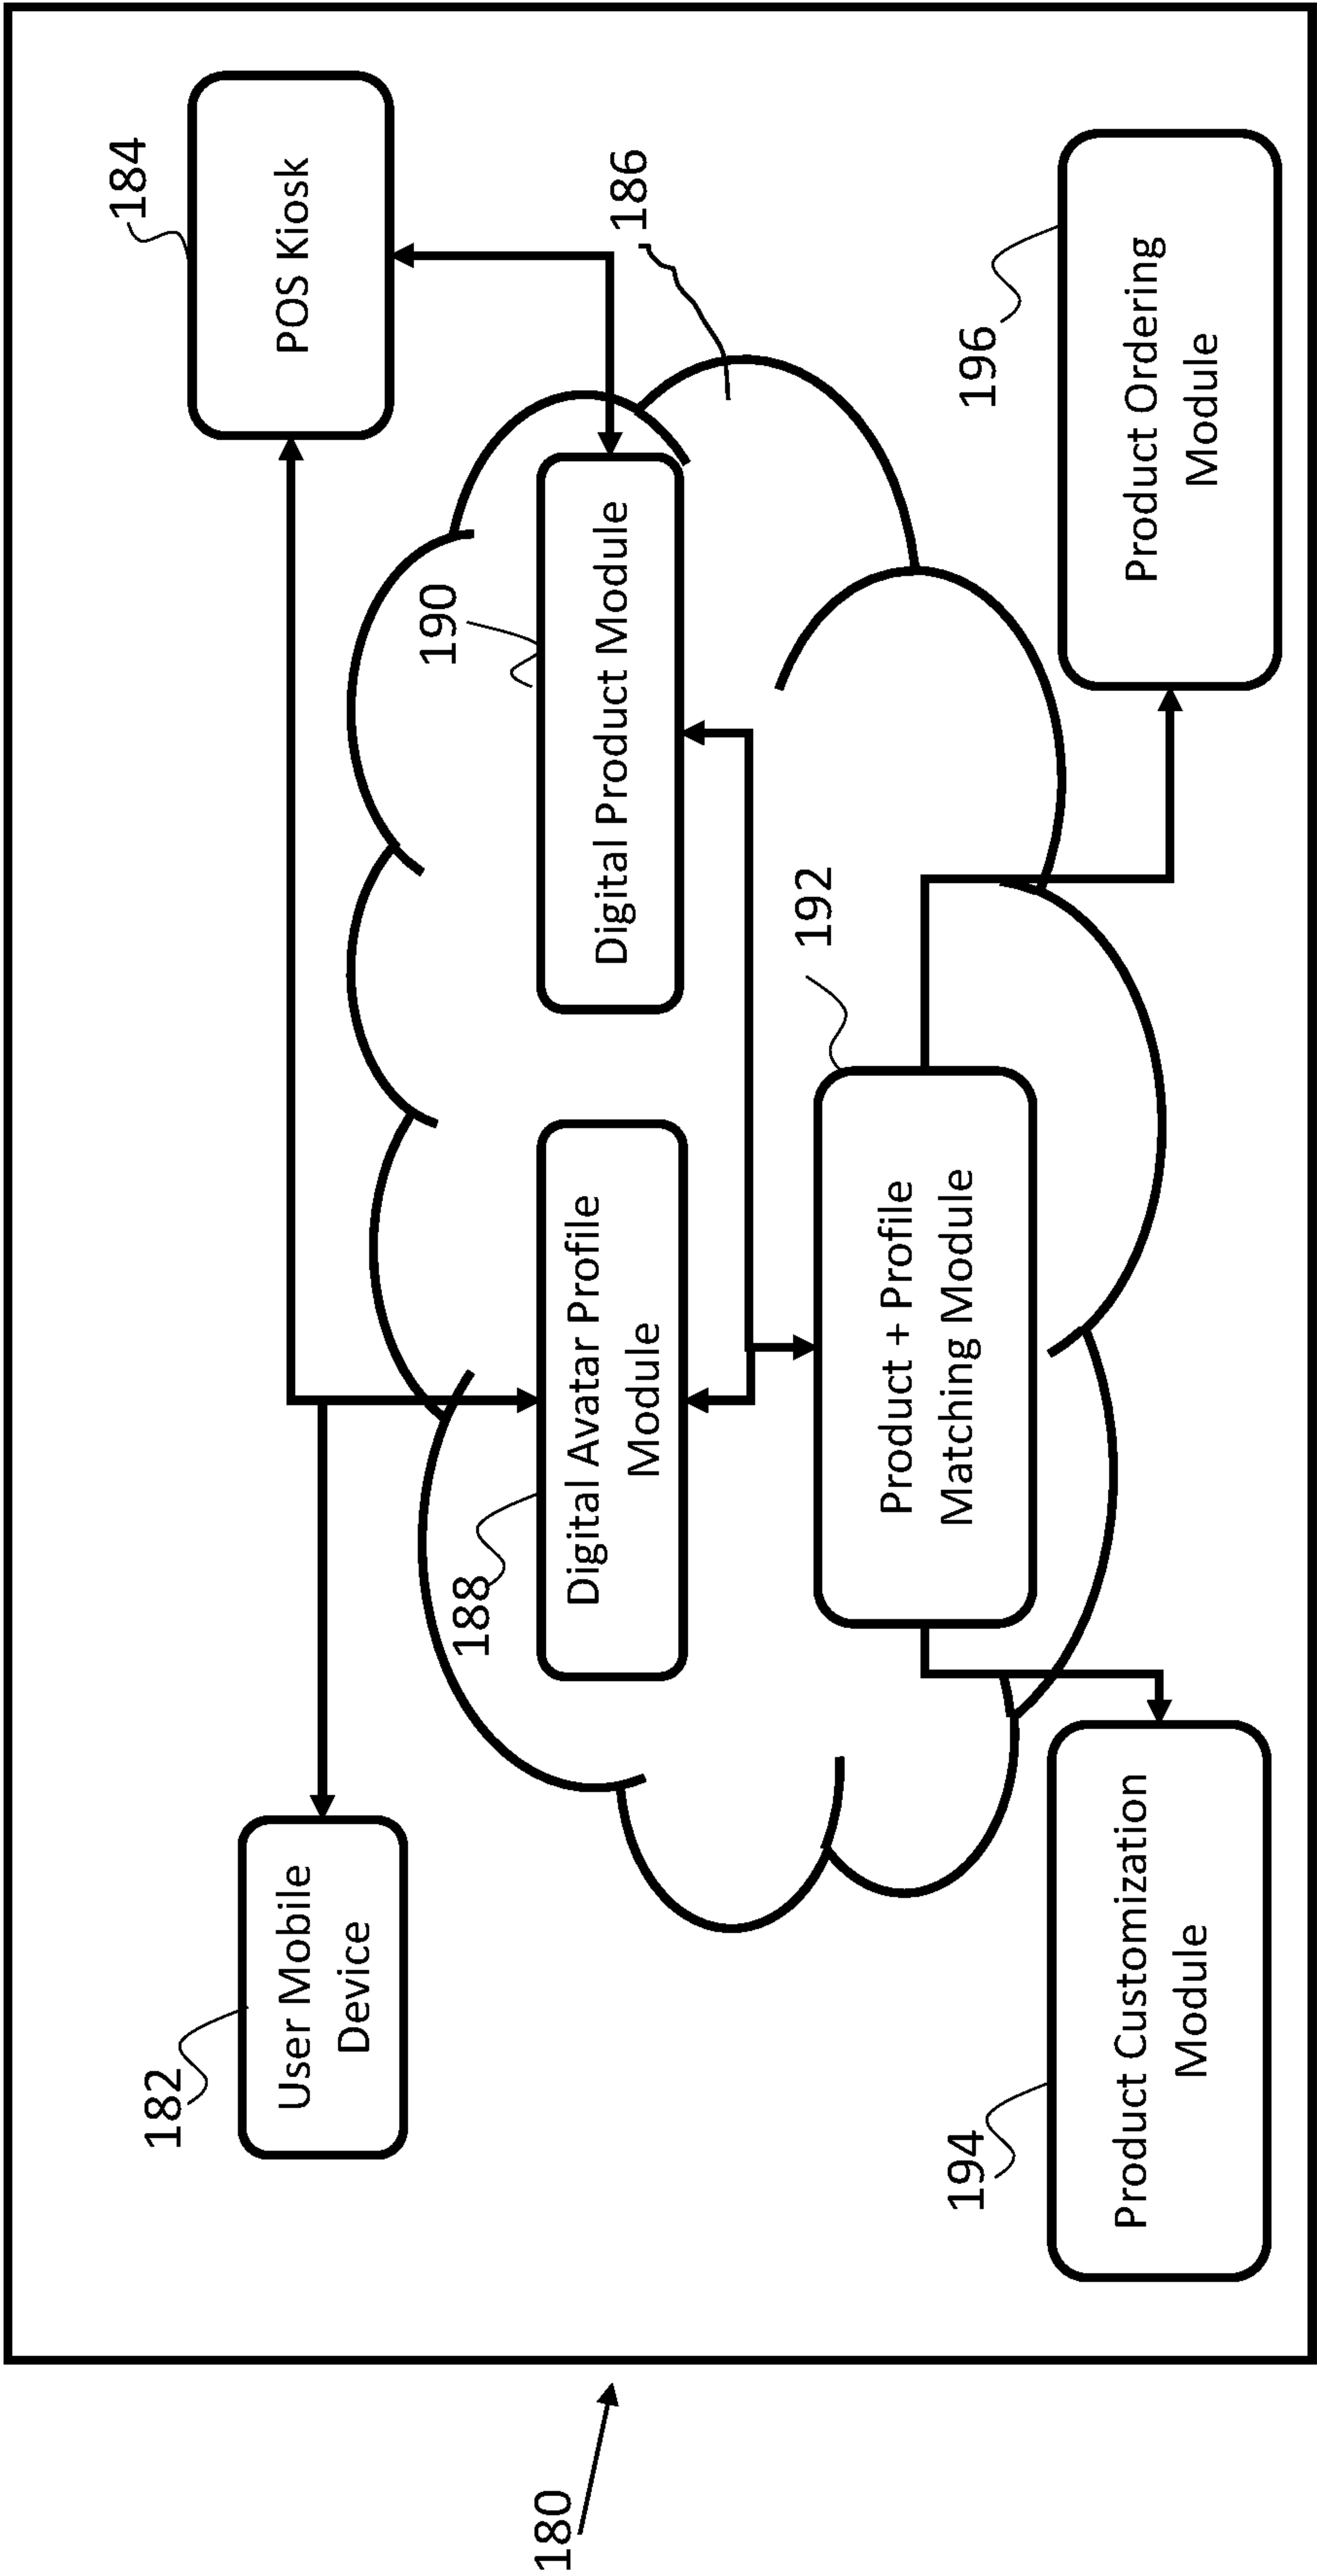 180
182
User Mobile
Device
184
POS Kiosk
186
188
Digital Avatar Profile
Module
190
Digital Product Module
192
Product + Profile
Matching Module
194
Product Customization
Module
196
Product Ordering
Module